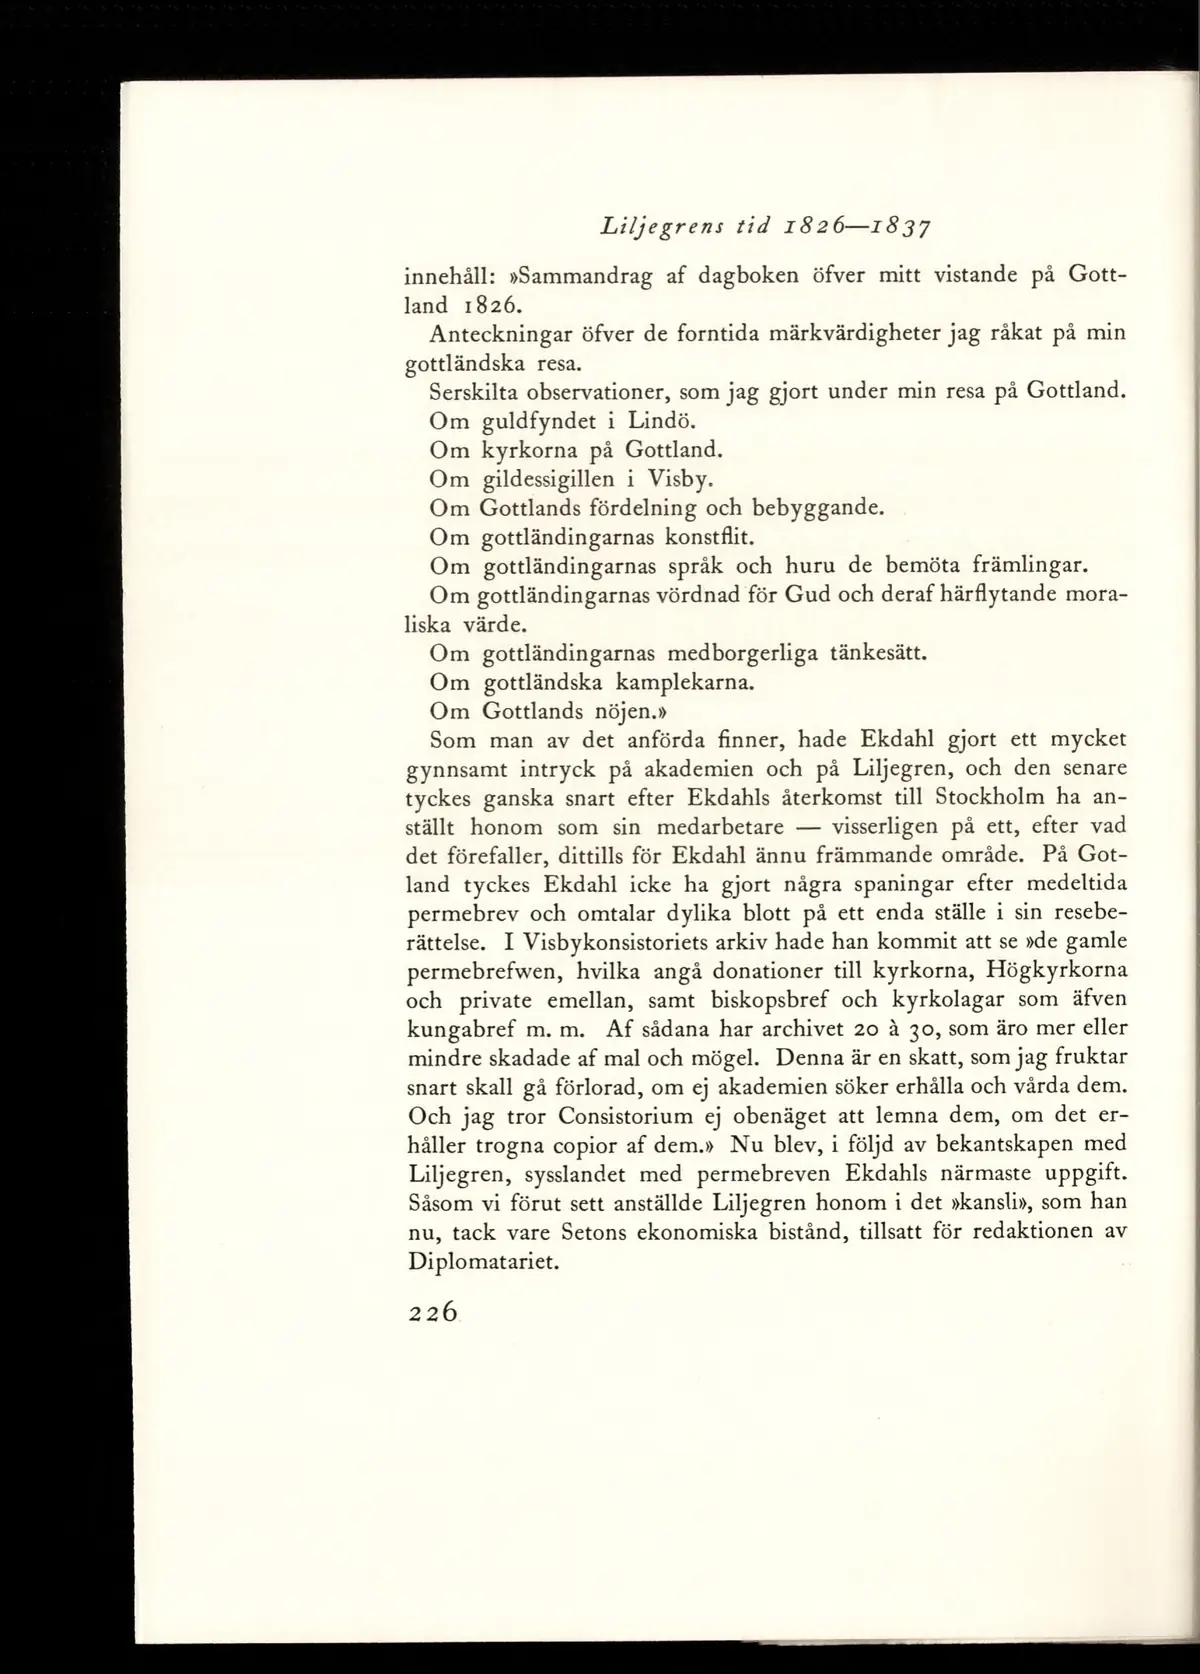 Liljegrens tid 1826—1837
innehåll: »Sammandrag af dagboken öfver mitt vistande på Gott-
land 1826.
Anteckningar öfver de forntida märkvärdigheter jag råkat på min
gottländska resa.
Serskilta observationer, som jag gjort under min resa på Gottland.
Om guldfyndet i Lindö.
Om kyrkorna på Gottland.
Om gildessigillen i Visby.
Om Gottlands fördelning och bebyggande.
Om gottländingarnas konstflit.
Om gottländingarnas språk och huru de bemöta främlingar.
Om gottländingarnas vördnad för Gud och deraf härflytande mora-
liska värde.
Om gottländingarnas medborgerliga tänkesätt.
Om gottländska kamplekarna.
Om Gottlands nöjen.»
Som man av det anförda finner, hade Ekdahl gjort ett mycket
gynnsamt intryck på akademien och på Liljegren, och den senare
tyckes ganska snart efter Ekdahls återkomst till Stockholm ha an-
ställt honom som sin medarbetare — visserligen på ett, efter vad
det förefaller, dittills för Ekdahl ännu främmande område. På Got-
land tyckes Ekdahl icke ha gjort några spaningar efter medeltida
permebrev och omtalar dylika blott på ett enda ställe i sin resebe-
rättelse. I Visbykonsistoriets arkiv hade han kommit att se »de gamle
permebrefwen, hvilka angå donationer till kyrkorna, Högkyrkorna
och private emellan, samt biskopsbref och kyrkolagar som äfven
kungabref m. m. Af sådana har archivet 20 à 30, som äro mer eller
mindre skadade af mal och mögel. Denna är en skatt, som jag fruktar
snart skall gå förlorad, om ej akademien söker erhålla och vårda dem.
Och jag tror Consistorium ej obenäget att lemna dem, om det er-
håller trogna copior af dem.» Nu blev, i följd av bekantskapen med
Liljegren, sysslandet med permebreven Ekdahls närmaste uppgift.
Såsom vi förut sett anställde Liljegren honom i det »kansli», som han
nu, tack vare Setons ekonomiska bistånd, tillsatt för redaktionen av
Diplomatariet.
226